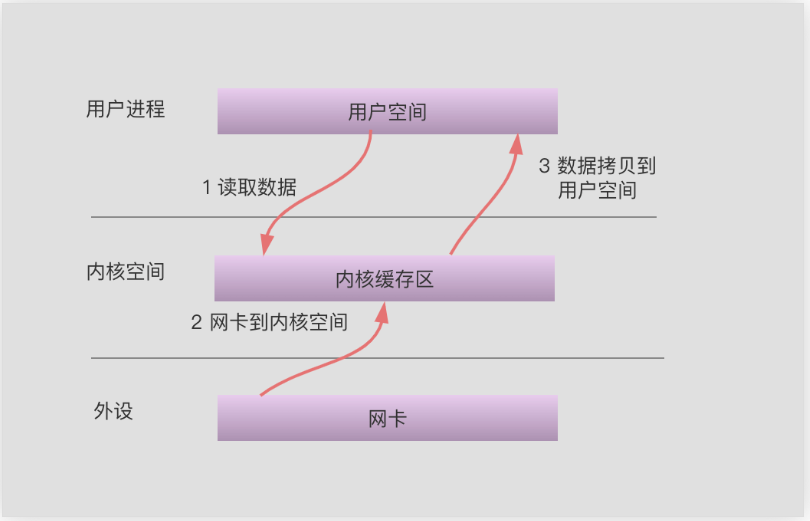 用户进程
用户空间
1 读取数据
3 数据拷贝到
用户空间
内核空间
内核缓存区
2 网卡到内核空间
外设
网卡